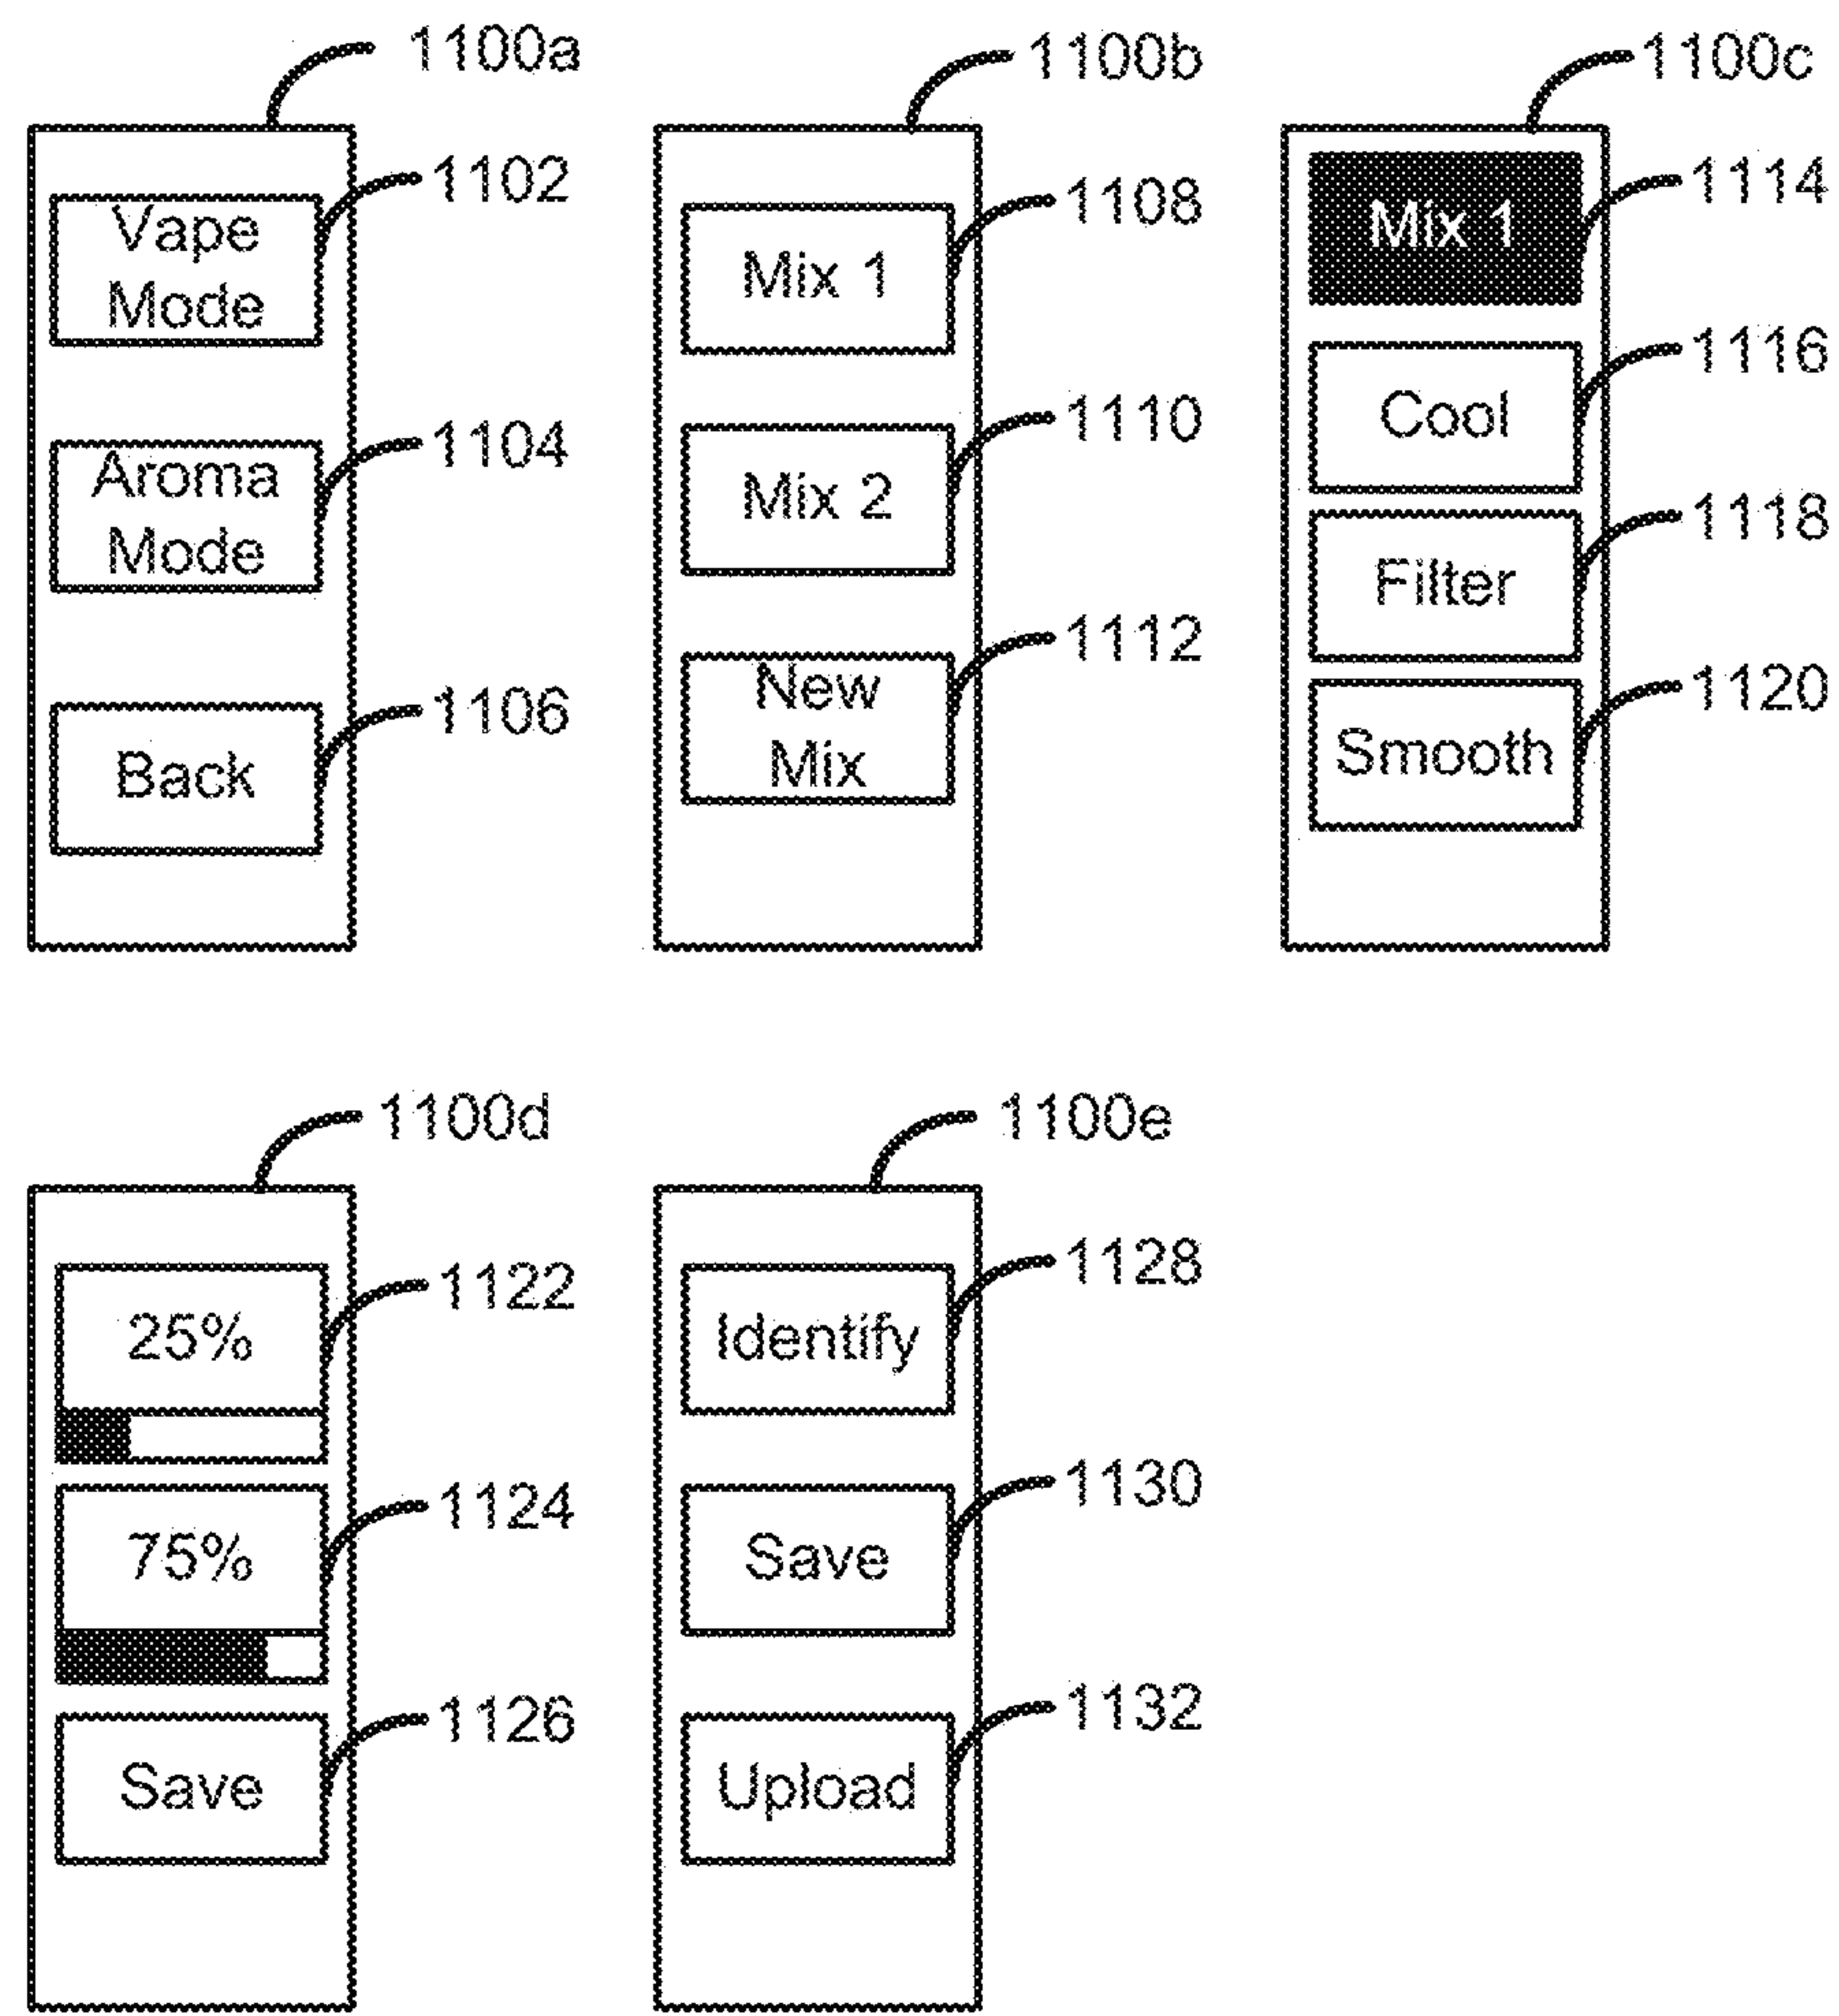 1100a
1102
Vape
Mode
1104
Aroma
Mode
1106
Back
1100b
1108
Mix 1
1110
Mix 2
1112
New
Mix
1100c
1114
Mix 1
1116
Cool
1118
Filter
1120
Smooth
1100d
1122
25%
1124
75%
1126
Save
1100e
1128
Identify
1130
Save
1132
Upload